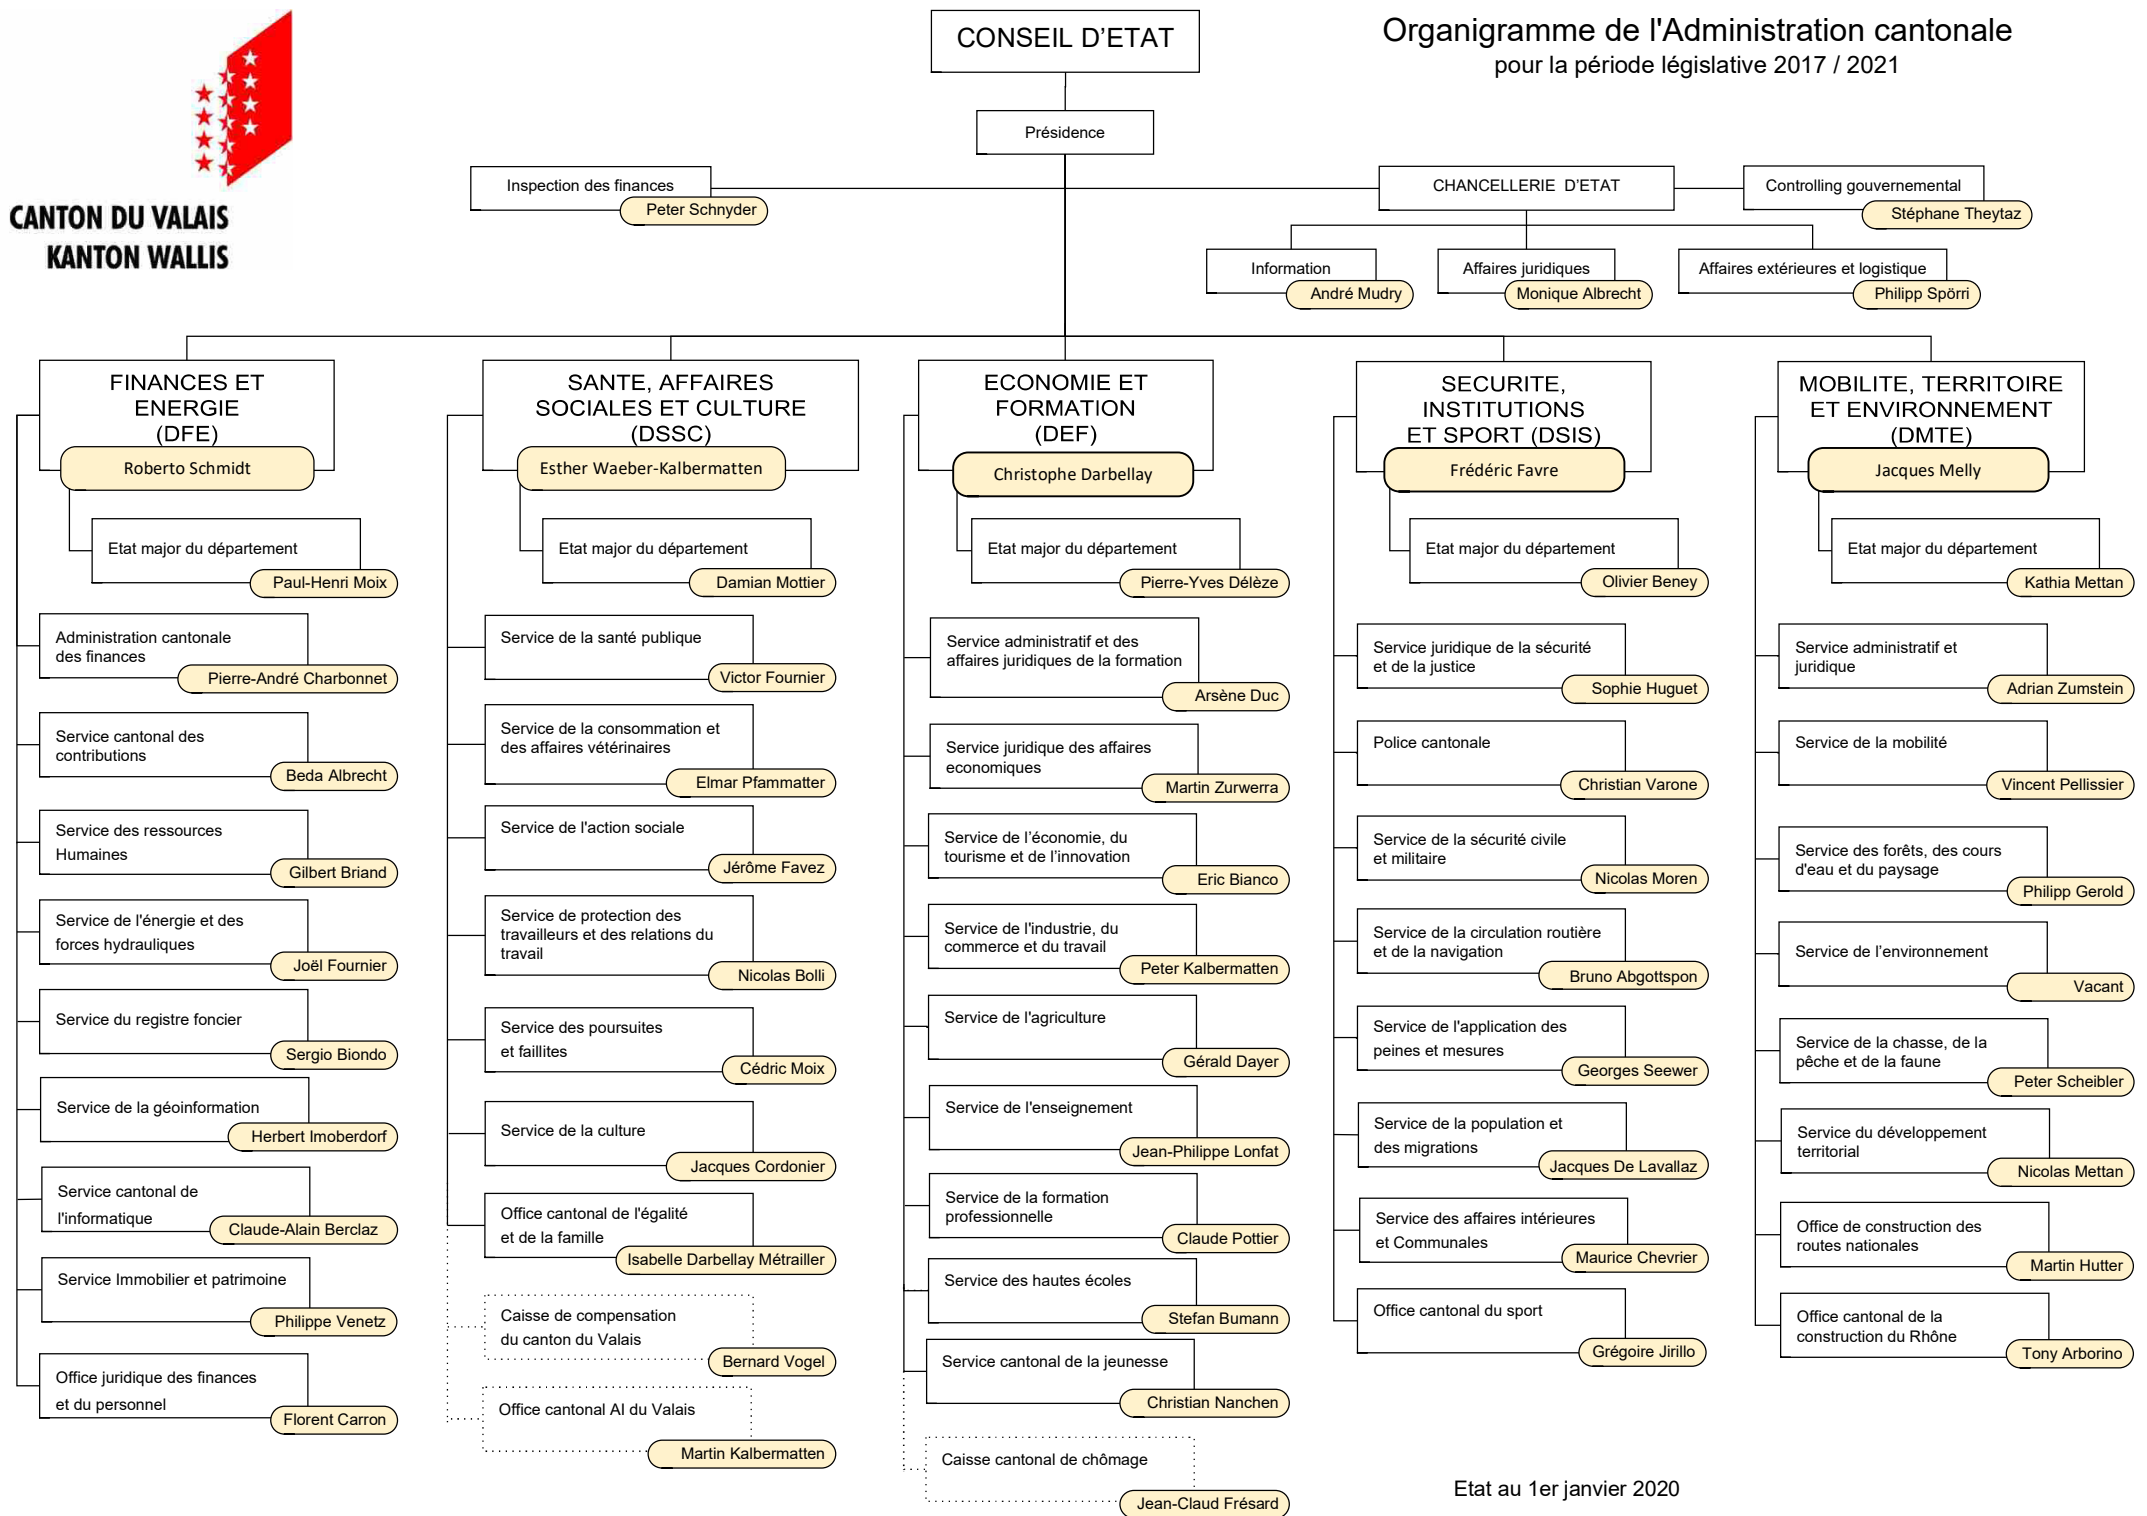 Organigramme de l'Administration cantonale
pour la période législative 2017 / 2021
CANTON DU VALAIS
KANTON WALLIS
CONSEIL D'ETAT
Présidence
Inspection des finances
Peter Schnyder
CHANCELLERIE D'ETAT
Controlling gouvernemental
Stéphane Theytaz
Information
André Mudry
Affaires juridiques
Monique Albrecht
Affaires extérieures et logistique
Philipp Spörri
FINANCES ET
ENERGIE
(DFE)
Roberto Schmidt
Etat major du département
Paul-Henri Moix
Administration cantonale
des finances
Pierre-André Charbonnet
Service cantonal des
contributions
Beda Albrecht
Service des ressources
Humaines
Gilbert Briand
Service de l'énergie et des
forces hydrauliques
Joël Fournier
Service du registre foncier
Sergio Biondo
Service de la géoinformation
Herbert Imoberdorf
Service cantonal de
l'informatique
Claude-Alain Berclaz
Service Immobilier et patrimoine
Philippe Venetz
Office juridique des finances
et du personnel
Florent Carron
SANTE, AFFAIRES
SOCIALES ET CULTURE
(DSSC)
Esther Waeber-Kalbermatten
Etat major du département
Damian Mottier
Service de la santé publique
Victor Fournier
Service de la consommation et
des affaires vétérinaires
Elmar Pfammatter
Service de l'action sociale
Jérôme Favez
Service de protection des
travailleurs et des relations du
travail
Nicolas Bolli
Service des poursuites
et faillites
Cédric Moix
Service de la culture
Jacques Cordonier
Office cantonal de l'égalité
et de la famille
Isabelle Darbellay Métrailler
Caisse de compensation
du canton du Valais
Bernard Vogel
Office cantonal AI du Valais
Martin Kalbermatten
ECONOMIE ET
FORMATION
(DEF)
Christophe Darbellay
Etat major du département
Pierre-Yves Délèze
Service administratif et des
affaires juridiques de la formation
Arsène Duc
Service juridique des affaires
economiques
Martin Zurwerra
Service de l'économie, du
tourisme et de l'innovation
Eric Bianco
Service de l'industrie, du
commerce et du travail
Peter Kalbermatten
Service de l'agriculture
Gérald Dayer
Service de l'enseignement
Jean-Philippe Lonfat
Service de la formation
professionnelle
Claude Pottier
Service des hautes écoles
Stefan Bumann
Service cantonal de la jeunesse
Christian Nanchen
Caisse cantonal de chômage
Jean-Claud Frésard
SECURITE,
INSTITUTIONS
ET SPORT (DSIS)
Frédéric Favre
Etat major du département
Olivier Beney
Service juridique de la sécurité
et de la justice
Sophie Huguet
Police cantonale
Christian Varone
Service de la sécurité civile
et militaire
Nicolas Moren
Service de la circulation routière
et de la navigation
Bruno Abgottspon
Service de l'application des
peines et mesures
Georges Seewer
Service de la population et
des migrations
Jacques De Lavallaz
Service des affaires intérieures
et Communales
Maurice Chevrier
Office cantonal du sport
Grégoire Jirillo
MOBILITE, TERRITOIRE
ET ENVIRONNEMENT
(DMTE)
Jacques Melly
Etat major du département
Kathia Mettan
Service administratif et
juridique
Adrian Zumstein
Service de la mobilité
Vincent Pellissier
Service des forêts, des cours
d'eau et du paysage
Philipp Gerold
Service de l'environnement
Vacant
Service de la chasse, de la
pêche et de la faune
Peter Scheibler
Service du développement
territorial
Nicolas Mettan
Office de construction des
routes nationales
Martin Hutter
Office cantonal de la
construction du Rhône
Tony Arborino
Etat au 1er janvier 2020